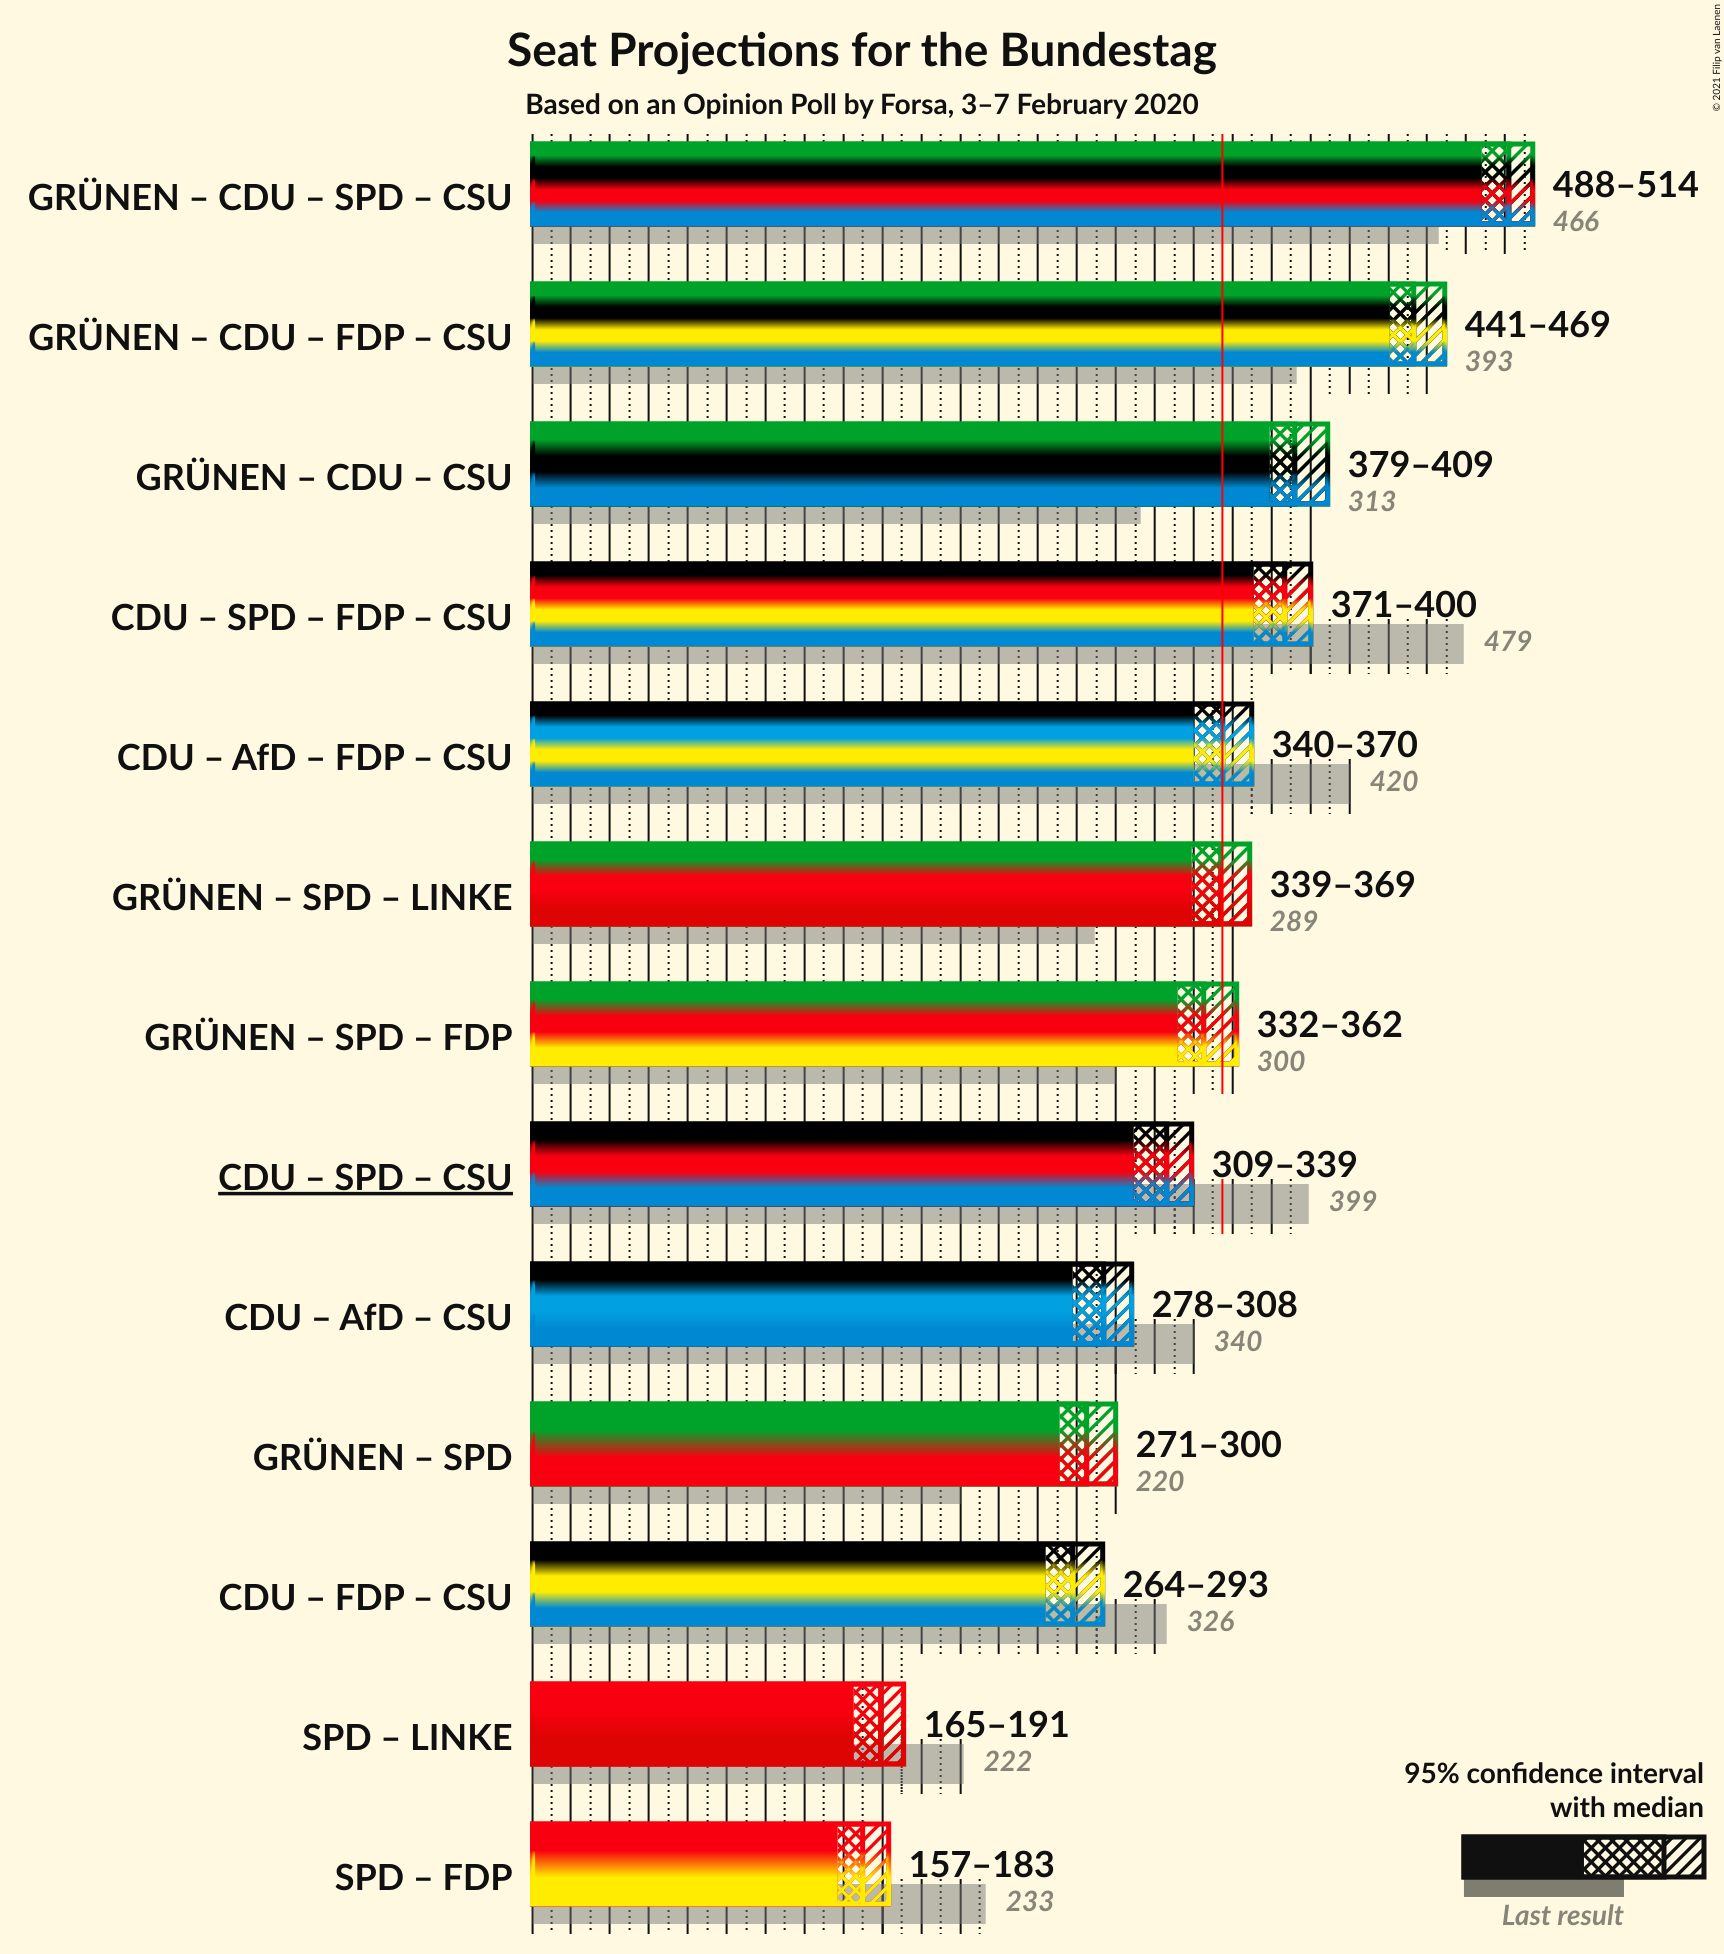 Seat Projections for the Bundestag
Based on an Opinion Poll by Forsa, 3–7 February 2020
© 2021 Filip van Laenen
GRÜNEN – CDU – SPD – CSU
488–514
466
GRÜNEN – CDU – FDP – CSU
441–469
393
GRÜNEN – CDU – CSU
379–409
313
CDU – SPD – FDP – CSU
371–400
479
CDU – AfD – FDP – CSU
340–370
420
GRÜNEN – SPD – LINKE
339–369
289
GRÜNEN – SPD – FDP
332–362
300
CDU – SPD – CSU
309–339
399
CDU – AfD – CSU
278–308
340
GRÜNEN – SPD
271–300
220
CDU – FDP – CSU
264–293
326
SPD – LINKE
165–191
222
SPD – FDP
157–183
233
95% confidence interval
with median
Last result